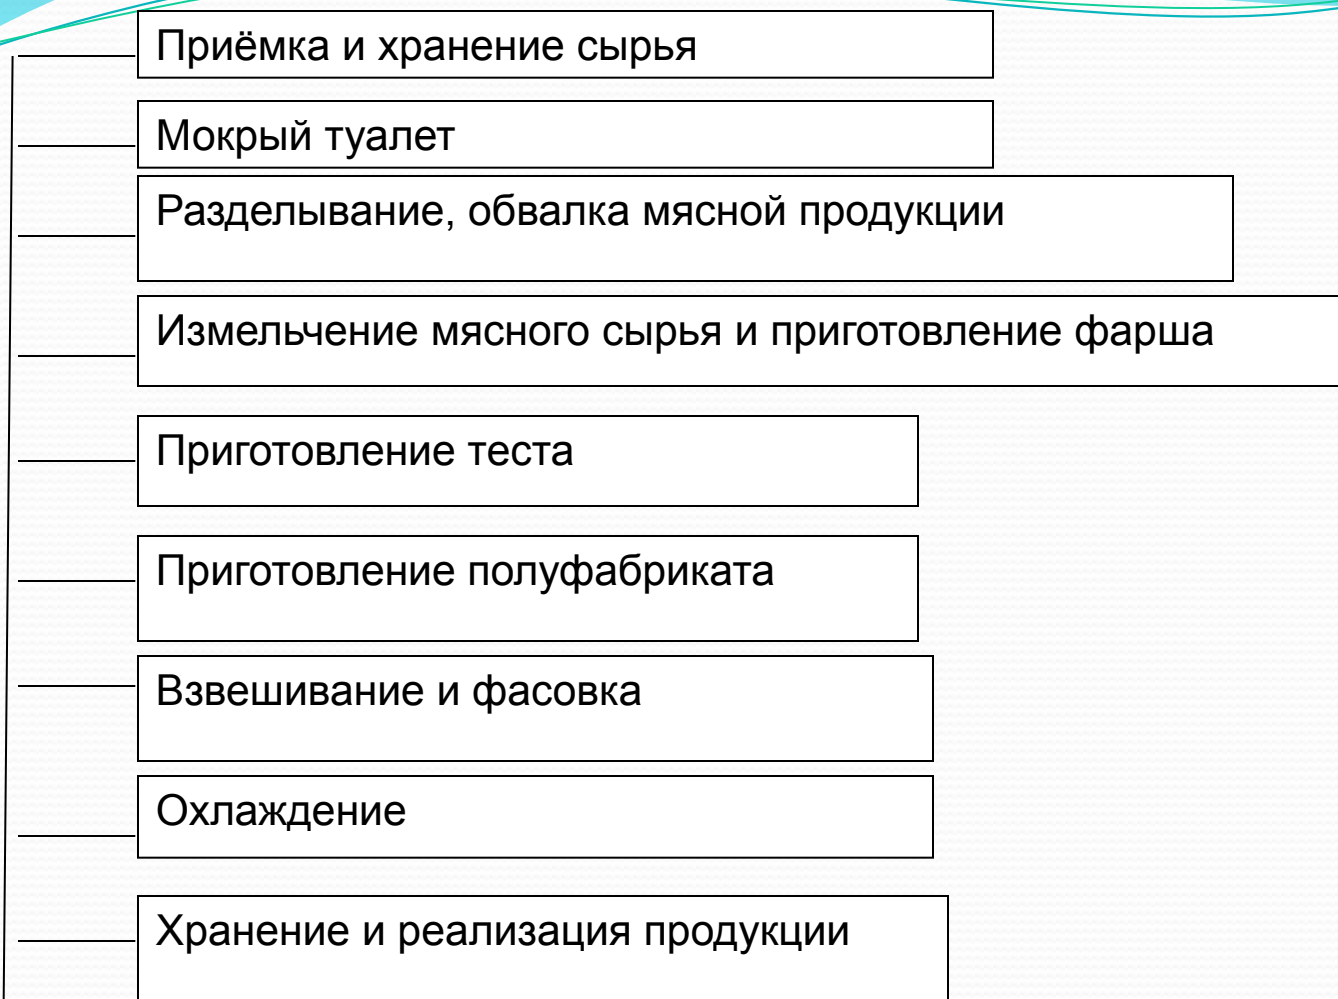 Приёмка и хранение сырья
Мокрый туалет
Разделывание, обвалка мясной продукции
Измельчение мясного сырья и приготовление фарша
Приготовление теста
Приготовление полуфабриката
Взвешивание и фасовка
Охлаждение
Хранение и реализация продукции